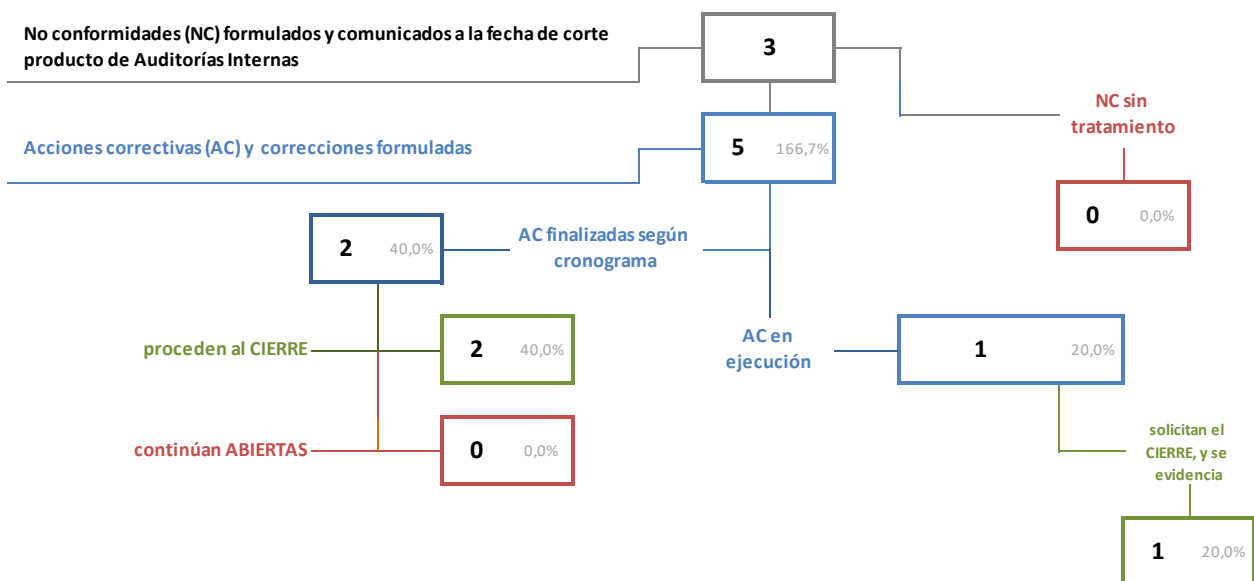 No conformidades (NC) formulados y comunicados a la fecha de corte
producto de Auditorías Internas
3
NC sin
tratamiento
Acciones correctivas (AC) y correcciones formuladas
5 166,7%
0 0,0%
2 40,0%
AC finalizadas según
cronograma
proceden al CIERRE
2 40,0%
AC en
ejecución
1 20,0%
continúan ABIERTAS
0 0,0%
solicitan el
CIERRE, y se
evidencia
1 20,0%